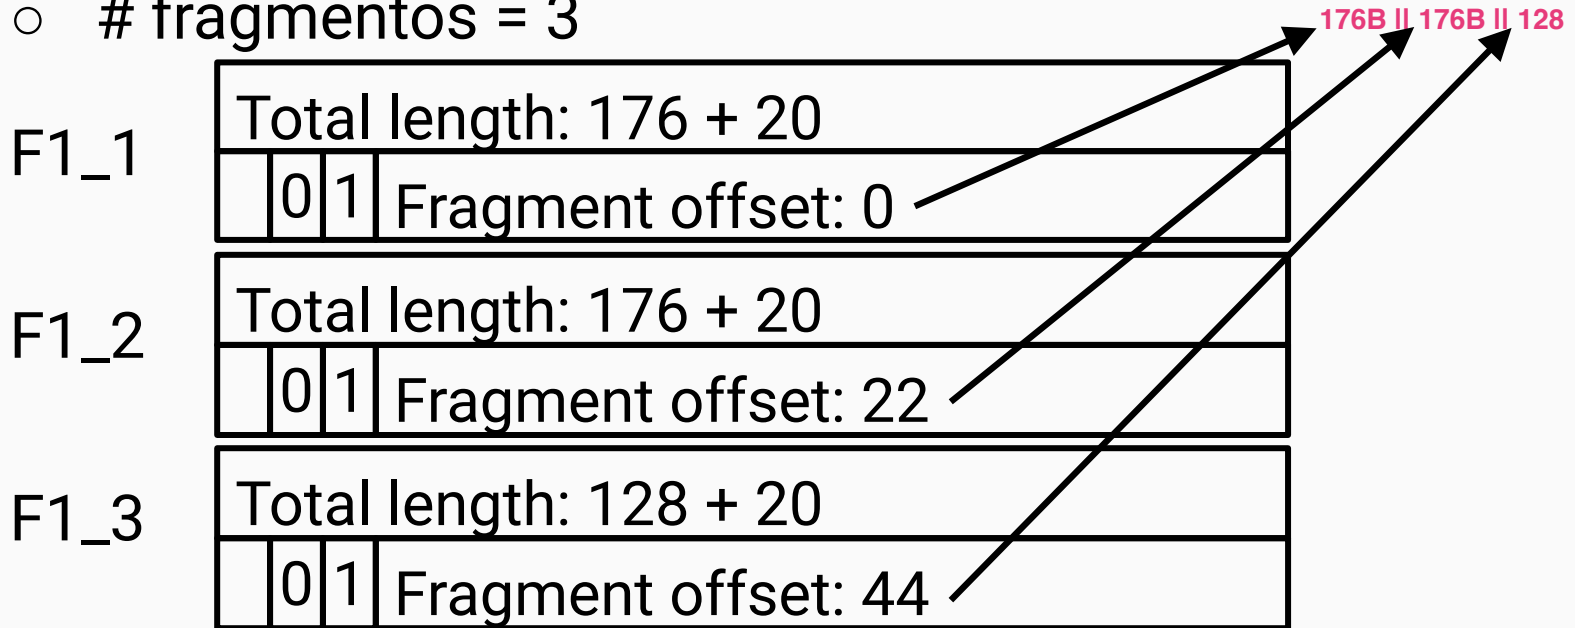 ○ # fragmentos = 3
176B || 176B || 128
Total length: 176 + 20
F1_1
0 1 Fragment offset: 0
Total length: 176 + 20
F1_2
0 1 Fragment offset: 22
Total length: 128 + 20
F1_3
0 1 Fragment offset: 44